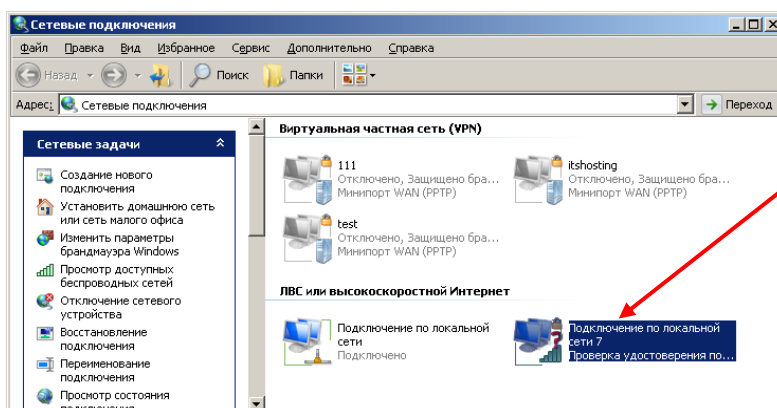 Сетевые подключения
Файл Правка Вид Избранное Сервис Дополнительно Справка
Назад Поиск Папки
Адрес: Сетевые подключения Переход
Сетевые задачи
Создание нового
подключения
Установить домашнюю сеть
или сеть малого офиса
Изменить параметры
брандмауэра Windows
Просмотр доступных
беспроводных сетей
Отключение сетевого
устройства
Восстановление
подключения
Переименование
подключения
Просмотр состояния
подключения
Виртуальная частная сеть (VPN)
111
Отключено, Защищено бра...
Минипорт WAN (PPTP)
itshosting
Отключено, Защищено бра...
Минипорт WAN (PPTP)
test
Отключено, Защищено бра...
Минипорт WAN (PPTP)
ЛВС или высокоскоростной Интернет
Подключение по локальной
сети
Подключено
Подключение по локальной
сети 7
Проверка удостоверения по...